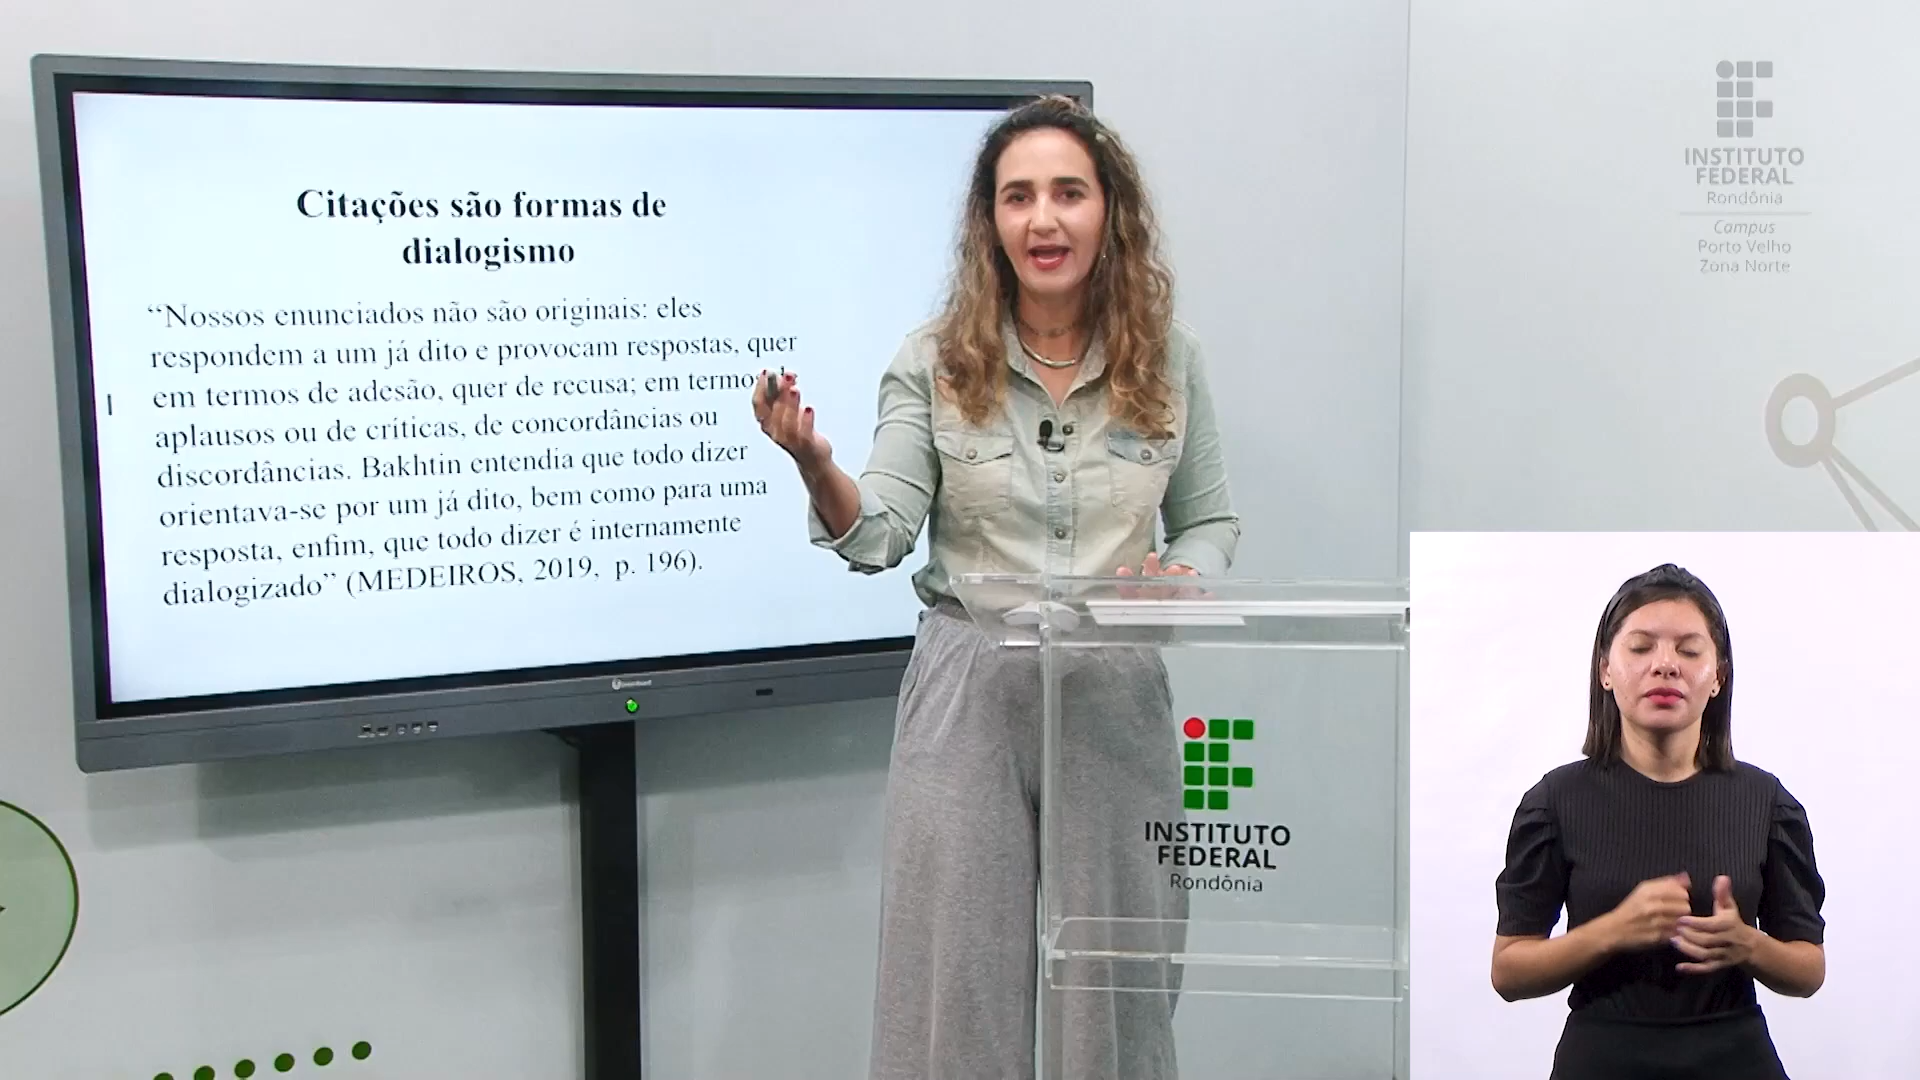 Citações são formas de
dialogismo
“Nossos enunciados não são originais: eles
respondem a um já dito e provocam respostas, quer
em termos de adesão, quer de recusa; em termos
aplausos ou de críticas, de concordâncias ou
discordâncias. Bakhtin entendia que todo dizer
orientava-se por um já dito, bem como para uma
resposta, enfim, que todo dizer é internamente
dialogizado” (MEDEIROS, 2019, p. 196).
INSTITUTO
FEDERAL
Rondônia
Campus
Porto Velho
Zona Norte
INSTITUTO
FEDERAL
Rondônia